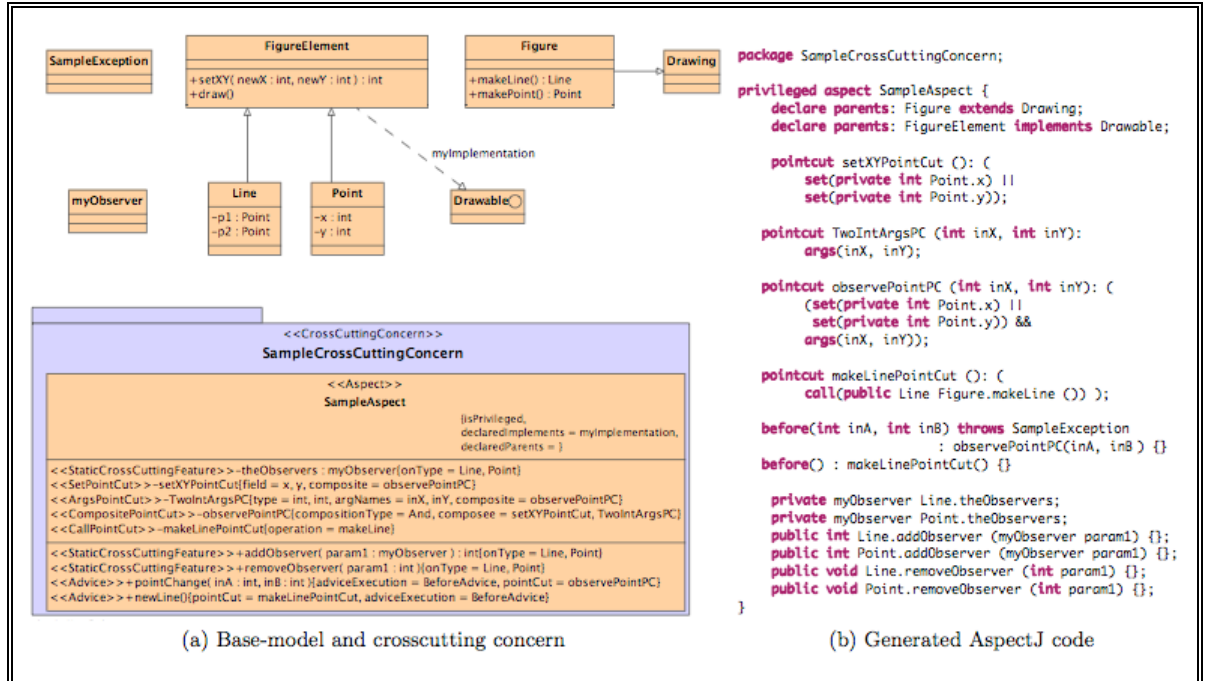 SampleException
FigureElement
+setXY( newX : int, newY : int ) : int
+draw()
Figure
+makeLine() : Line
+makePoint() : Point
Drawing
myImplementation
myObserver
Line
-p1 : Point
-p2 : Point
Point
-x : int
-y : int
Drawable
<<CrossCuttingConcern>>
SampleCrossCuttingConcern
<<Aspect>>
SampleAspect
{isPrivileged,
declaredImplements = myImplementation,
declaredParents = }
<<StaticCrossCuttingFeature>>-theObservers : myObserver{onType = Line, Point}
<<SetPointCut>>-setXYPointCut{field = x, y, composite = observePointPC}
<<ArgsPointCut>>-TwoIntArgsPC{type = int, int, argNames = inX, inY, composite = observePointPC}
<<CompositePointCut>>-observePointPC{compositionType = And, composee = setXYPointCut, TwoIntArgsPC}
<<CallPointCut>>-makeLinePointCut{operation = makeLine}
<<StaticCrossCuttingFeature>>+addObserver( param1 : myObserver ) : int{onType = Line, Point}
<<StaticCrossCuttingFeature>>+removeObserver( param1 : int ){onType = Line, Point}
<<Advice>>+pointChange( inA : int, inB : int ){adviceExecution = BeforeAdvice, pointCut = observePointPC}
<<Advice>>+newLine(){pointCut = makeLinePointCut, adviceExecution = BeforeAdvice}
(a) Base-model and crosscutting concern
package SampleCrossCuttingConcern;
privileged aspect SampleAspect {
declare parents: Figure extends Drawing;
declare parents: FigureElement implements Drawable;
pointcut setXYPointCut (): (
set(private int Point.x) ||
set(private int Point.y));
pointcut TwoIntArgsPC (int inX, int inY):
args(inX, inY);
pointcut observePointPC (int inX, int inY): (
(set(private int Point.x) ||
set(private int Point.y)) &&
args(inX, inY));
pointcut makeLinePointCut (): (
call(public Line Figure.makeLine ()) );
before(int inA, int inB) throws SampleException
: observePointPC(inA, inB ) {}
before() : makeLinePointCut() {}
private myObserver Line.theObservers;
private myObserver Point.theObservers;
public int Line.addObserver (myObserver param1) {};
public int Point.addObserver (myObserver param1) {};
public void Line.removeObserver (int param1) {};
public void Point.removeObserver (int param1) {};
}
(b) Generated AspectJ code